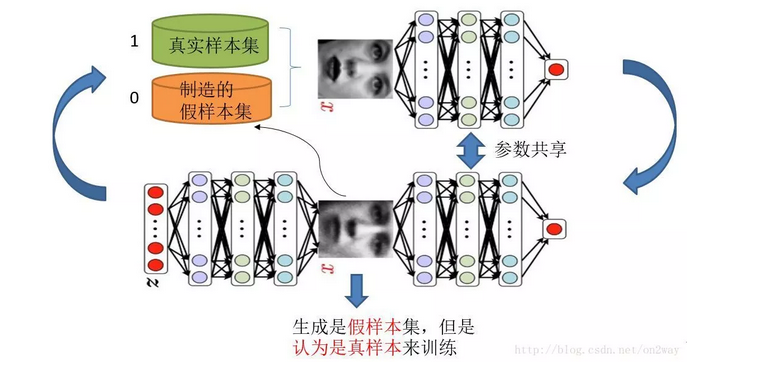 1
真实样本集
0
制造的
假样本集
x
参数共享
z
x
生成是假样本集，但是
认为是真样本来训练
http://blog.csdn.net/on2way